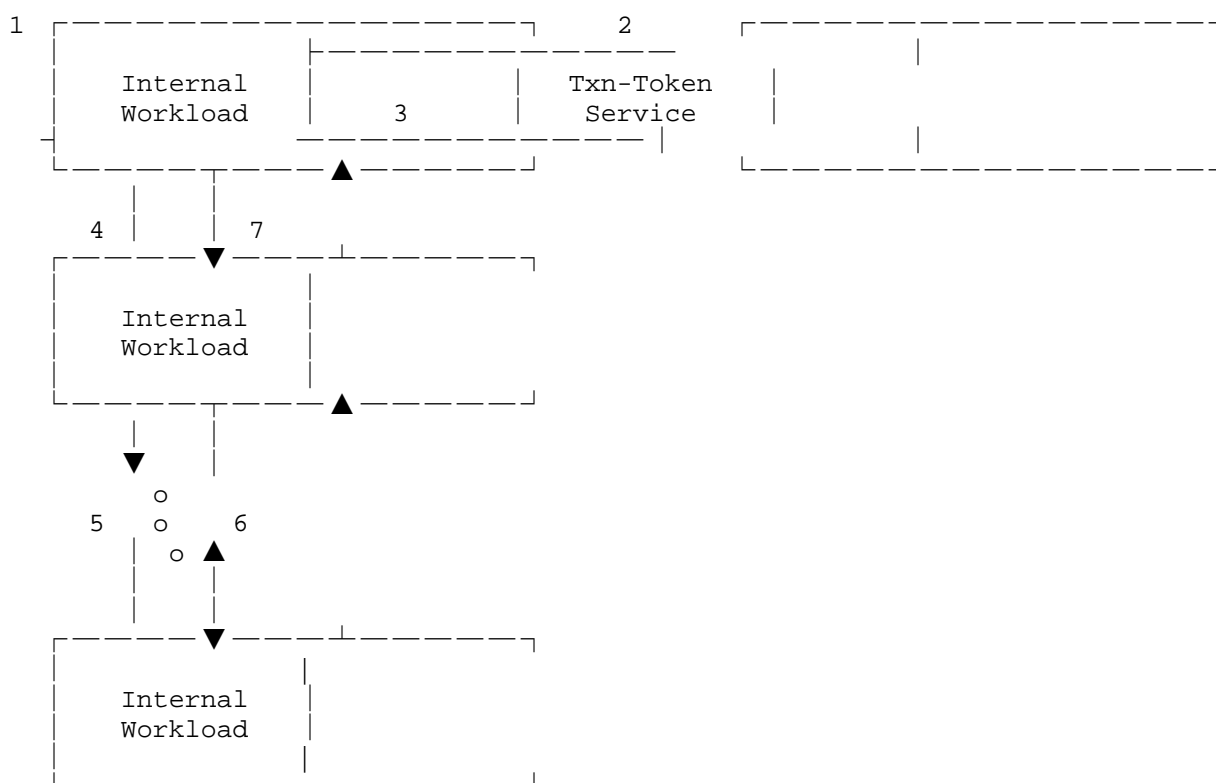 1 2
Internal Txn-Token
Workload 3 Service
4 7
Internal
Workload
o
5 o 6
o
Internal
Workload